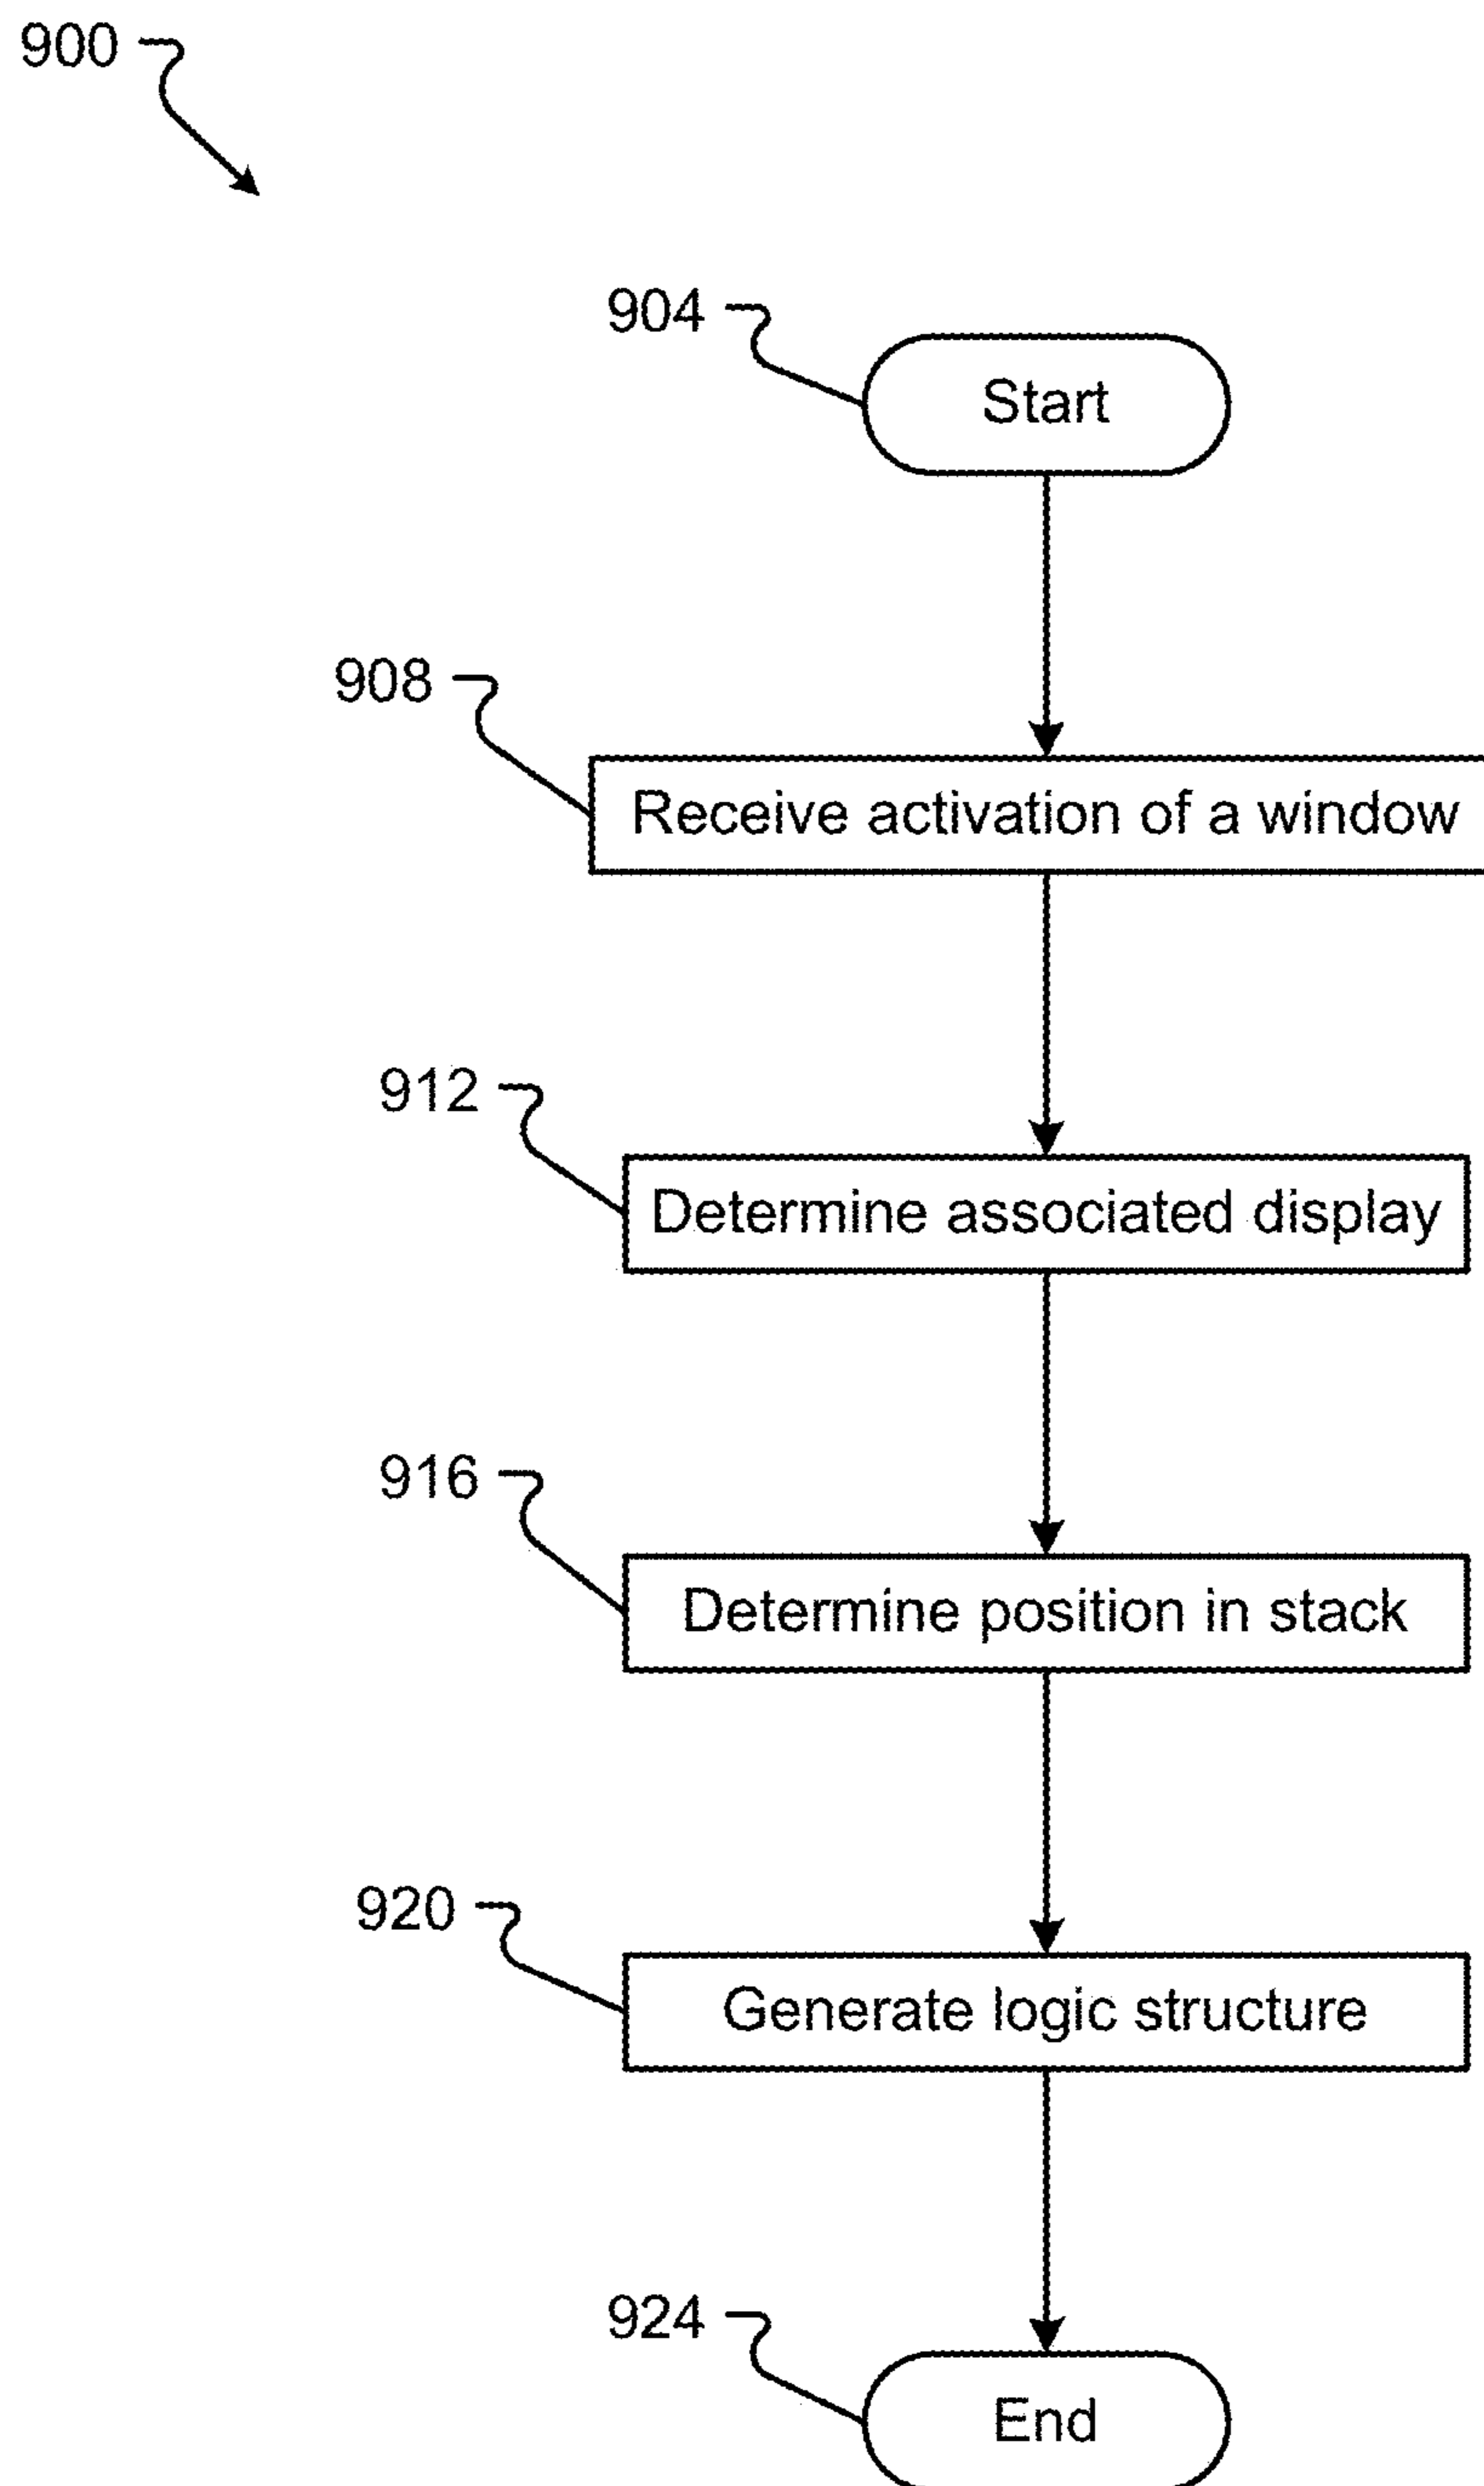 900
904
Start
908
Receive activation of a window
912
Determine associated display
916
Determine position in stack
920
Generate logic structure
924
End